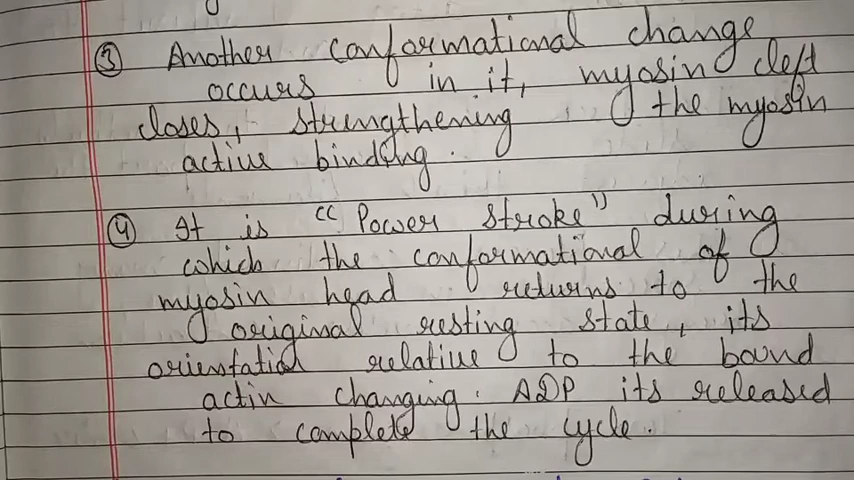 ③ Another conformational change
occurs in it, myosin cleft
closes, strengthening the myosin
active binding.
④ It is "Power stroke" during
which the conformational of
myosin head returns to the
original resting state, its
orientation relative to the bound
actin changing. ADP its released
to complete the cycle.